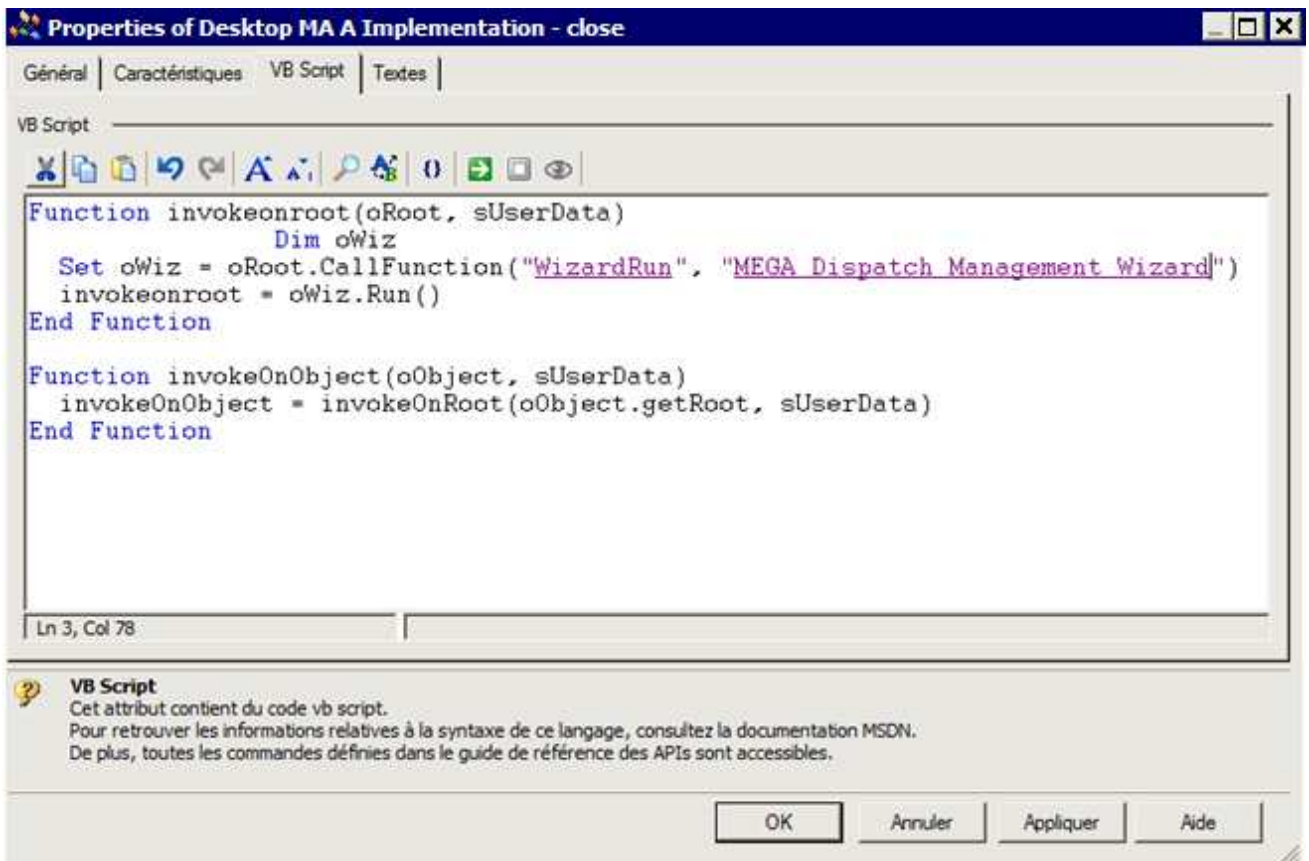 Properties of Desktop MA A Implementation - close
Général Caractéristiques VB Script Textes
VB Script
Function invokeonroot(oRoot, sUserData)
Dim oWiz
Set oWiz = oRoot.CallFunction("WizardRun", "MEGA Dispatch Management Wizard")
invokeonroot = oWiz.Run()
End Function
Function invokeOnObject(oObject, sUserData)
invokeOnObject = invokeOnRoot(oObject.getRoot, sUserData)
End Function
Ln 3, Col 78
VB Script
Cet attribut contient du code vb script.
Pour retrouver les informations relatives à la syntaxe de ce langage, consultez la documentation MSDN.
De plus, toutes les commandes définies dans le guide de référence des APIs sont accessibles.
OK Annuler Appliquer Aide